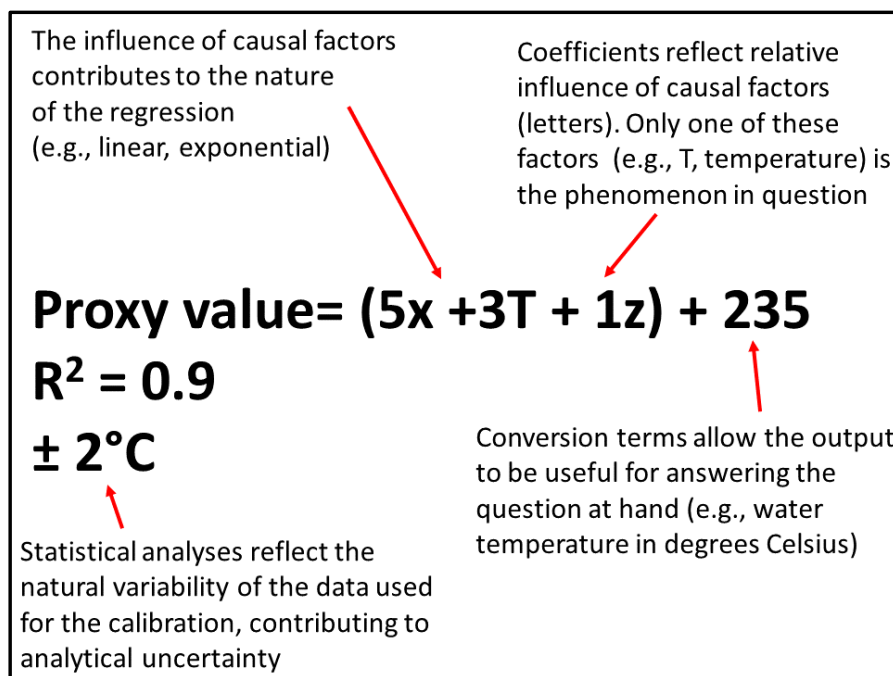 The influence of causal factors
contributes to the nature
of the regression
(e.g., linear, exponential)
Coefficients reflect relative
influence of causal factors
(letters). Only one of these
factors (e.g., T, temperature) is
the phenomenon in question
Proxy value= (5x +3T + 1z) + 235
R² = 0.9
± 2°C
Conversion terms allow the output
to be useful for answering the
question at hand (e.g., water
temperature in degrees Celsius)
Statistical analyses reflect the
natural variability of the data used
for the calibration, contributing to
analytical uncertainty